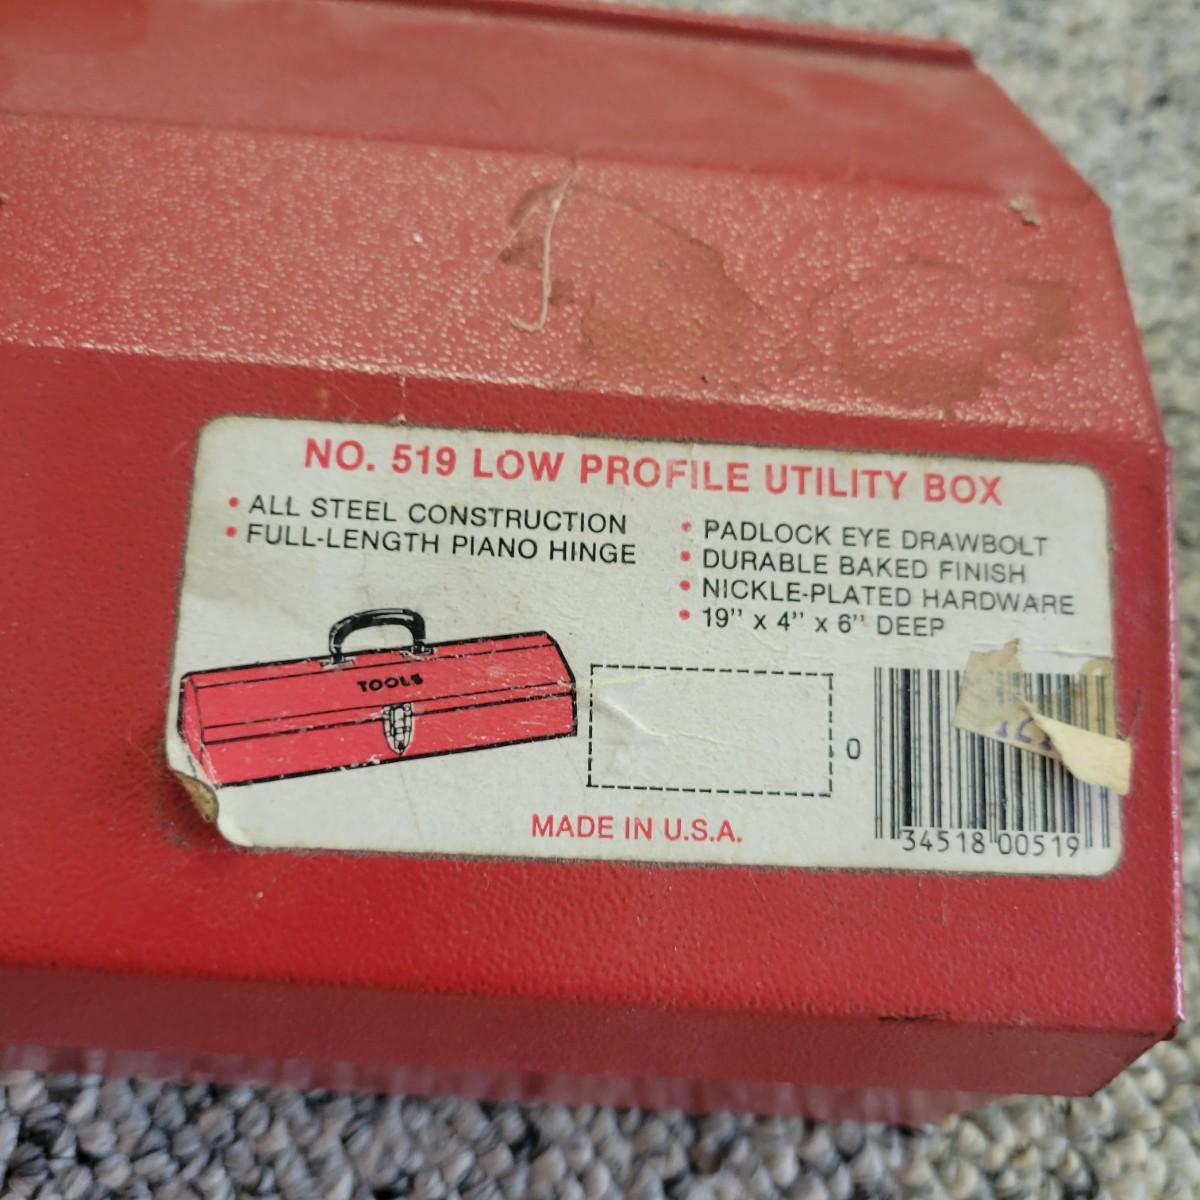 NO. 519 LOW PROFILE UTILITY BOX
• ALL STEEL CONSTRUCTION
• FULL-LENGTH PIANO HINGE
• PADLOCK EYE DRAWBOLT
• DURABLE BAKED FINISH
• NICKLE-PLATED HARDWARE
• 19" x 4" x 6" DEEP
TOOLS
MADE IN U.S.A.
0
34518 00519